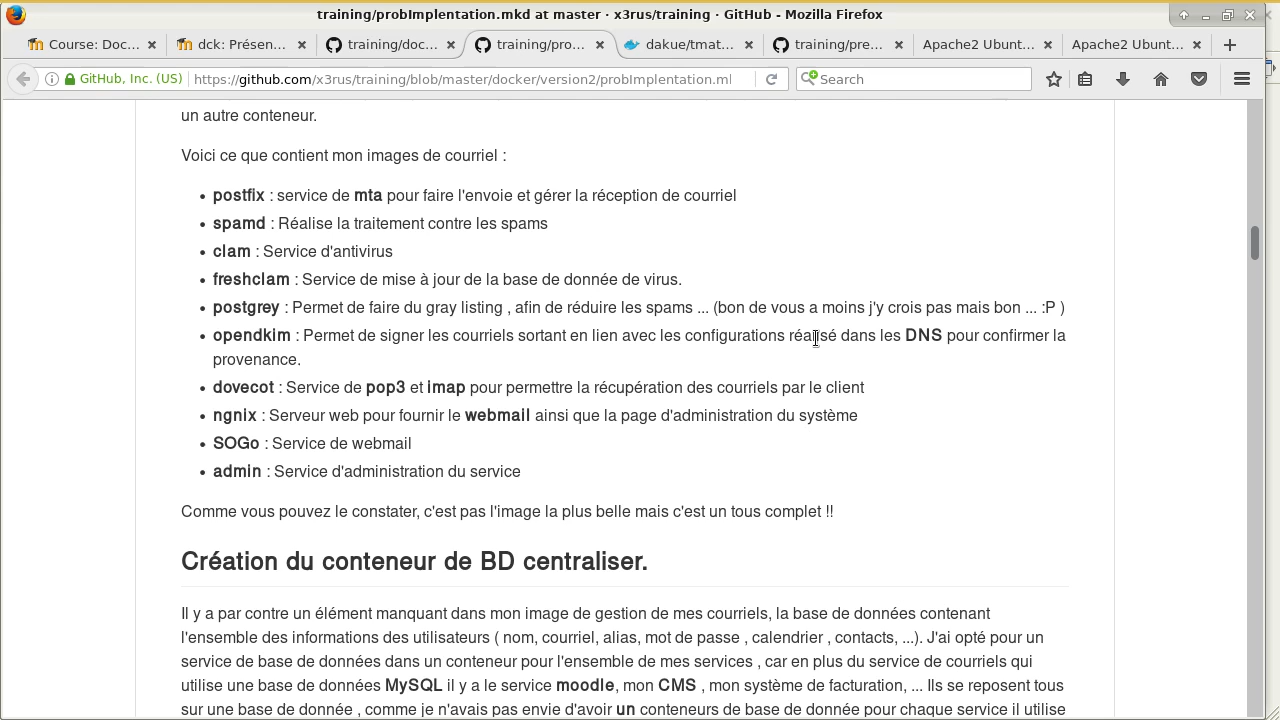 training/probImplentation.mkd at master · x3rus/training · GitHub - Mozilla Firefox
Course: Doc...
dck: Présen...
training/doc...
training/pro...
dakue/tmat...
training/pre...
Apache2 Ubunt...
Apache2 Ubunt...
GitHub, Inc. (US)
https://github.com/x3rus/training/blob/master/docker/version2/probImplentation.ml
Search
un autre conteneur.
Voici ce que contient mon images de courriel :
• postfix : service de mta pour faire l'envoie et gérer la réception de courriel
• spamd : Réalise la traitement contre les spams
• clam : Service d'antivirus
• freshclam : Service de mise à jour de la base de donnée de virus.
• postgrey : Permet de faire du gray listing , afin de réduire les spams ... (bon de vous a moins j'y crois pas mais bon ... :P )
• opendkim : Permet de signer les courriels sortant en lien avec les configurations réalisé dans les DNS pour confirmer la
provenance.
• dovecot : Service de pop3 et imap pour permettre la récupération des courriels par le client
• ngnix : Serveur web pour fournir le webmail ainsi que la page d'administration du système
• SOGo : Service de webmail
• admin : Service d'administration du service
Comme vous pouvez le constater, c'est pas l'image la plus belle mais c'est un tous complet !!
Création du conteneur de BD centraliser.
Il y a par contre un élément manquant dans mon image de gestion de mes courriels, la base de données contenant
l'ensemble des informations des utilisateurs ( nom, courriel, alias, mot de passe , calendrier , contacts, ...). J'ai opté pour un
service de base de données dans un conteneur pour l'ensemble de mes services , car en plus du service de courriels qui
utilise une base de données MySQL il y a le service moodle, mon CMS , mon système de facturation, ... Ils se reposent tous
sur une base de donnée , comme je n'avais pas envie d'avoir un conteneurs de base de donnée pour chaque service il utilise